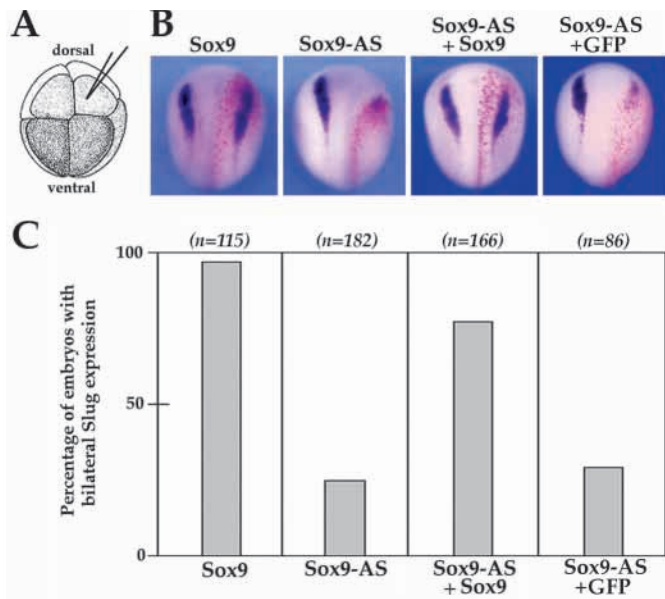 A
dorsal
ventral
B
Sox9
Sox9-AS
Sox9-AS
+ Sox9
Sox9-AS
+GFP
C
(n=115)
(n=182)
(n=166)
(n=86)
Percentage of embryos with
bilateral Slug expression
100
50
0
Sox9
Sox9-AS
Sox9-AS
+ Sox9
Sox9-AS
+GFP